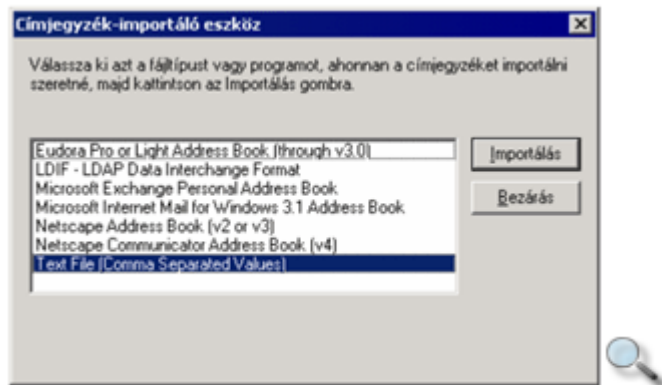 Címjegyzék-importáló eszköz
Válassza ki azt a fájltípust vagy programot, ahonnan a címjegyzéket importálni
szeretné, majd kattintson az Importálás gombra.
Eudora Pro or Light Address Book (through v3.0)
LDIF - LDAP Data Interchange Format
Microsoft Exchange Personal Address Book
Microsoft Internet Mail for Windows 3.1 Address Book
Netscape Address Book (v2 or v3)
Netscape Communicator Address Book (v4)
Text File (Comma Separated Values)
Importálás
Bezárás